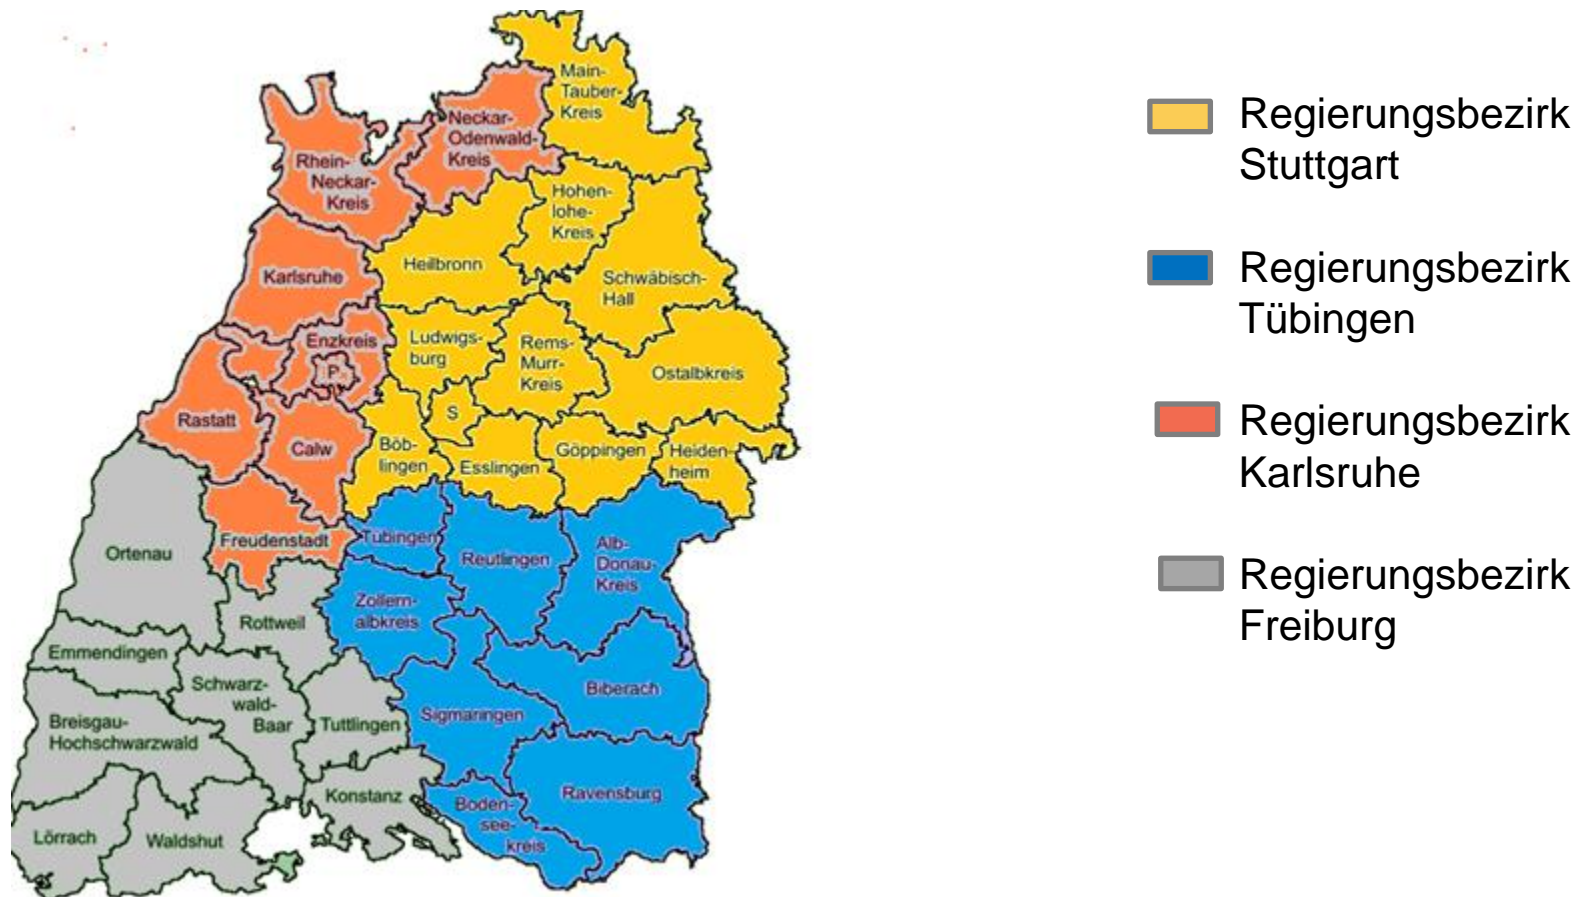 Main-
Tauber-
Kreis
Neckar-
Odenwald-
Kreis
Rhein-
Neckar-
Kreis
Hohen-
lohe-
Kreis
Karlsruhe
Heilbronn
Schwäbisch-
Hall
Enzkreis
P
Ludwigs-
burg
Rems-
Murr-
Kreis
Ostalbkreis
Rastatt
Calw
S
Böb-
lingen
Esslingen
Göppingen
Heiden-
heim
Ortenau
Freudenstadt
Tübingen
Reutlingen
Alb-
Donau-
Kreis
Zollern-
albkreis
Rottweil
Emmendingen
Schwarz-
wald-
Baar
Tuttlingen
Sigmaringen
Biberach
Breisgau-
Hochschwarzwald
Konstanz
Ravensburg
Boden-
see-
kreis
Lörrach
Waldshut
Regierungsbezirk
Stuttgart
Regierungsbezirk
Tübingen
Regierungsbezirk
Karlsruhe
Regierungsbezirk
Freiburg